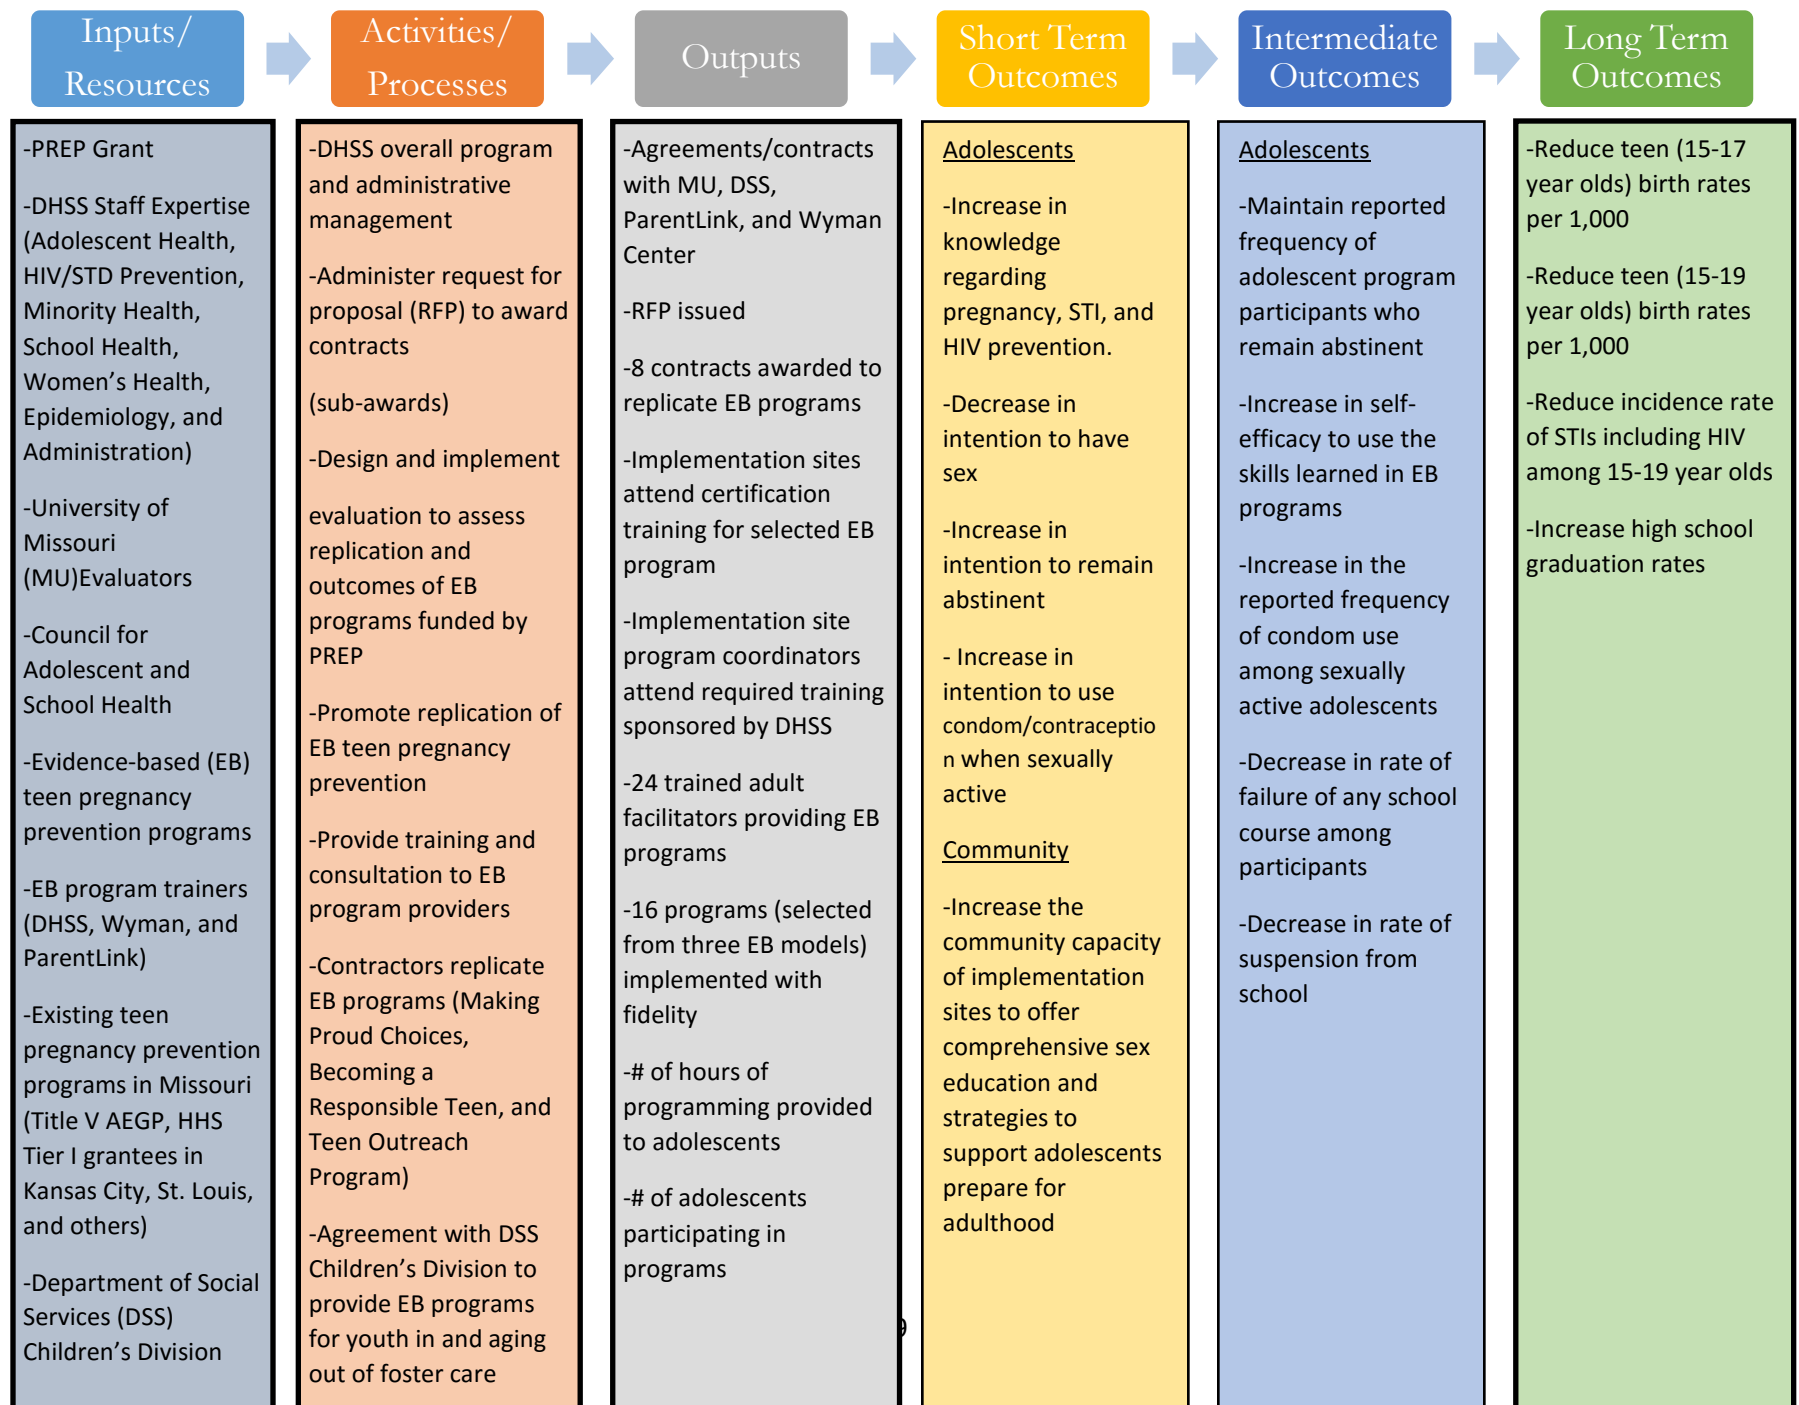 Inputs/
Resources
Activities/
Processes
Outputs
Short Term
Outcomes
Intermediate
Outcomes
Long Term
Outcomes
-PREP Grant
-DHSS Staff Expertise
(Adolescent Health,
HIV/STD Prevention,
Minority Health,
School Health,
Women’s Health,
Epidemiology, and
Administration)
-University of
Missouri
(MU)Evaluators
-Council for
Adolescent and
School Health
-Evidence-based (EB)
teen pregnancy
prevention programs
-EB program trainers
(DHSS, Wyman, and
ParentLink)
-Existing teen
pregnancy prevention
programs in Missouri
(Title V AEGP, HHS
Tier I grantees in
Kansas City, St. Louis,
and others)
-Department of Social
Services (DSS)
Children’s Division
-DHSS overall program
and administrative
management
-Administer request for
proposal (RFP) to award
contracts
(sub-awards)
-Design and implement
evaluation to assess
replication and
outcomes of EB
programs funded by
PREP
-Promote replication of
EB teen pregnancy
prevention
-Provide training and
consultation to EB
program providers
-Contractors replicate
EB programs (Making
Proud Choices,
Becoming a
Responsible Teen, and
Teen Outreach
Program)
-Agreement with DSS
Children’s Division to
provide EB programs
for youth in and aging
out of foster care
-Agreements/contracts
with MU, DSS,
ParentLink, and Wyman
Center
-RFP issued
-8 contracts awarded to
replicate EB programs
-Implementation sites
attend certification
training for selected EB
program
-Implementation site
program coordinators
attend required training
sponsored by DHSS
-24 trained adult
facilitators providing EB
programs
-16 programs (selected
from three EB models)
implemented with
fidelity
-# of hours of
programming provided
to adolescents
-# of adolescents
participating in
programs
Adolescents
-Increase in
knowledge
regarding
pregnancy, STI, and
HIV prevention.
-Decrease in
intention to have
sex
-Increase in
intention to remain
abstinent
- Increase in
intention to use
condom/contraceptio
n when sexually
active
Community
-Increase the
community capacity
of implementation
sites to offer
comprehensive sex
education and
strategies to
support adolescents
prepare for
adulthood
Adolescents
-Maintain reported
frequency of
adolescent program
participants who
remain abstinent
-Increase in self-
efficacy to use the
skills learned in EB
programs
-Increase in the
reported frequency
of condom use
among sexually
active adolescents
-Decrease in rate of
failure of any school
course among
participants
-Decrease in rate of
suspension from
school
-Reduce teen (15-17
year olds) birth rates
per 1,000
-Reduce teen (15-19
year olds) birth rates
per 1,000
-Reduce incidence rate
of STIs including HIV
among 15-19 year olds
-Increase high school
graduation rates